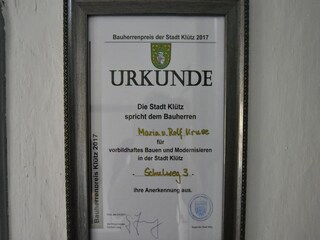 Bauherrenpreis der Stadt Klütz 2017
URKUNDE
Die Stadt Klütz
spricht dem Bauherren
Maria u. Rolf Kruse
für
vorbildhaftes Bauen und Modernisieren
in der Stadt Klütz
Schulweg 3
ihre Anerkennung aus.
Bauherrenpreis Klütz 2017